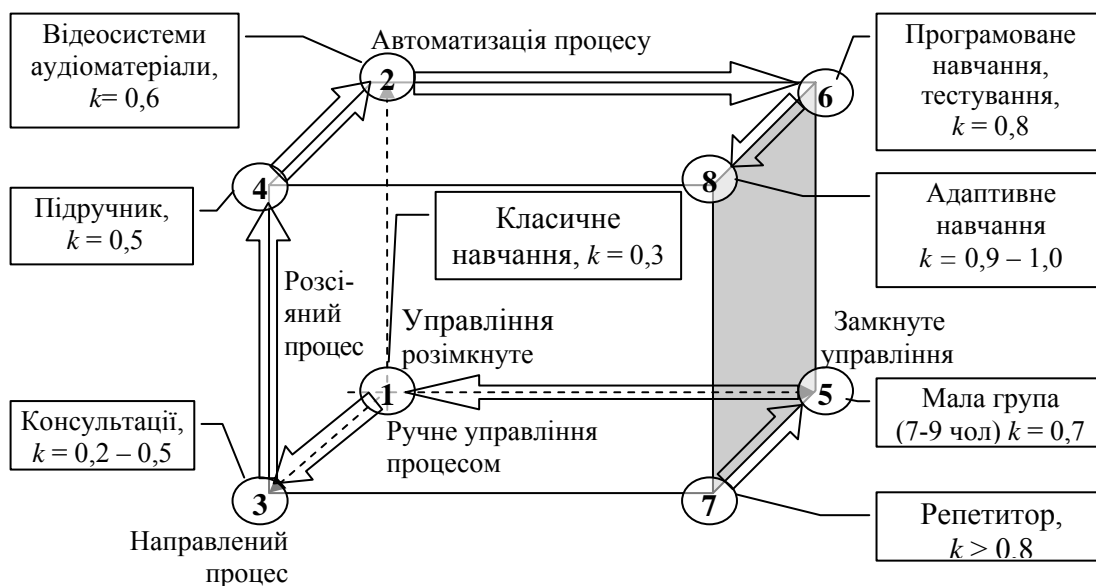 Відеосистеми
аудіоматеріали,
k= 0,6
Автоматизація процесу
Програмоване
навчання,
тестування,
k = 0,8
2
6
4
8
Підручник,
k = 0,5
Класичне
навчання, k = 0,3
Адаптивне
навчання
k = 0,9 – 1,0
Розсі-
яний
процес
Управління
розімкнуте
Замкнуте
управління
1
5
Консультації,
k = 0,2 – 0,5
Ручне управління
процесом
Мала група
(7-9 чол) k = 0,7
3
7
Направлений
процес
Репетитор,
k > 0,8